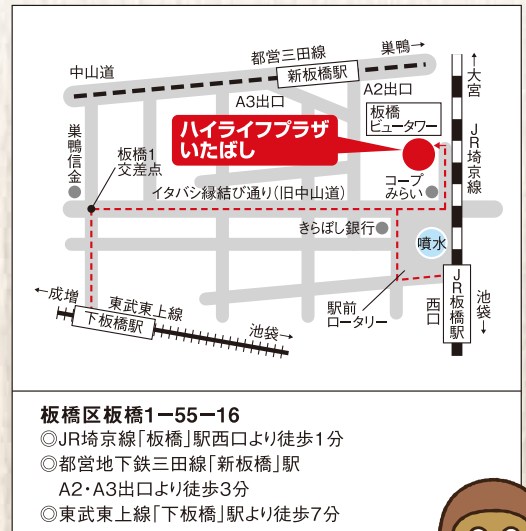 都営三田線
巣鴨→
中山道
新板橋駅
A2出口
A3出口
←大宮
板橋
ビュータワー
ハイライフプラザ
いたばし
JR埼京線
巣鴨信金
板橋1
交差点
コープ
みらい
イタバシ縁結び通り(旧中山道)
きらぼし銀行
噴水
←成増
東武東上線
下板橋駅
池袋→
駅前
ロータリー
西口
JR板橋駅
池袋→
板橋区板橋1-55-16
◎JR埼京線「板橋」駅西口より徒歩1分
◎都営地下鉄三田線「新板橋」駅
A2・A3出口より徒歩3分
◎東武東上線「下板橋」駅より徒歩7分